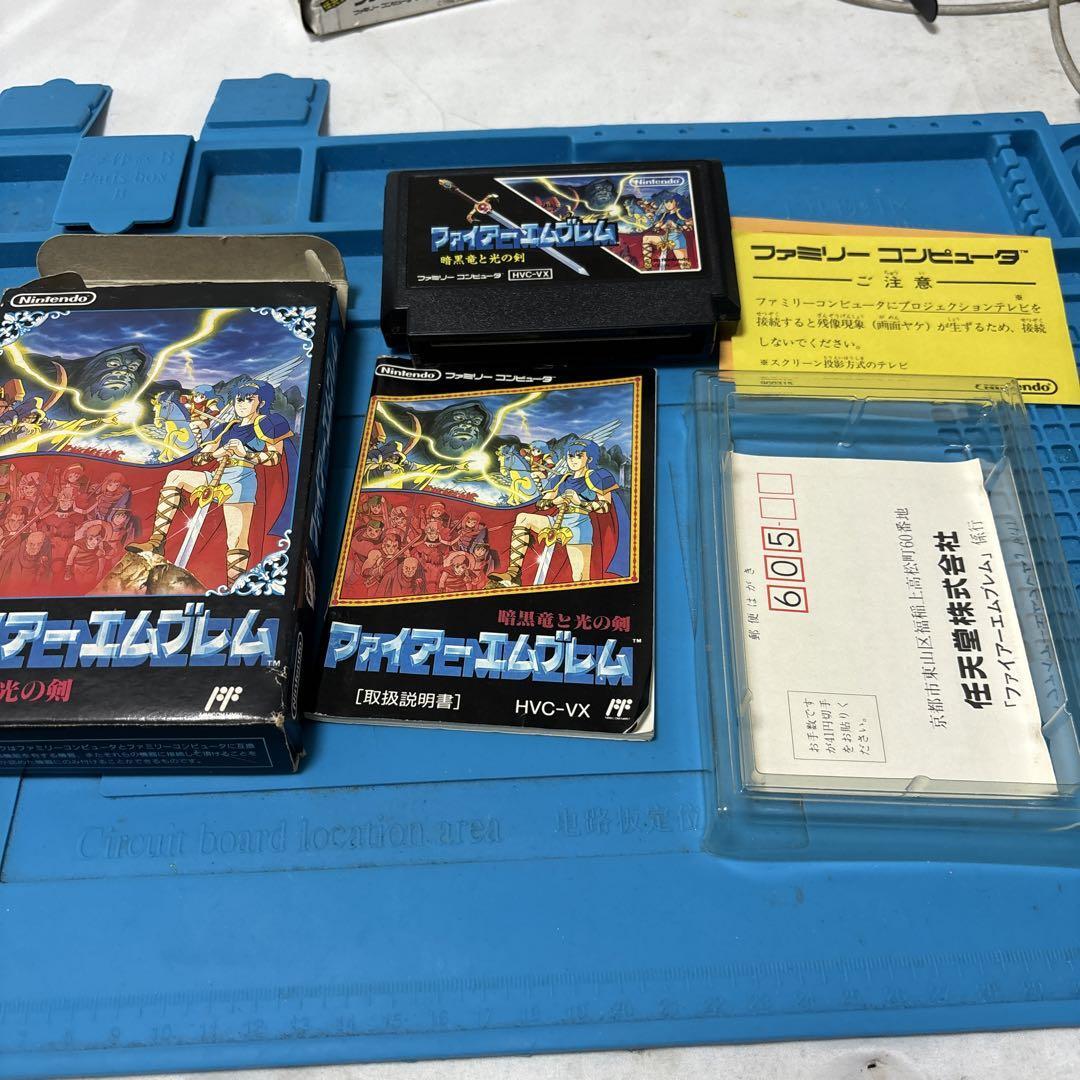 Parts box
B
Nintendo
ファイアーエムブレム
暗黒竜と光の剣
ファミリー コンピュータ HVC-VX
ファミリー コンピュータ™
ご注意
ちゅうい
ファミリーコンピュータにプロジェクションテレビ※を
接続すると残像現象(画面ヤケ)が生ずるため、接続
しないでください。
※スクリーン投影方式のテレビ
Nintendo
Nintendo
イアーエムブレム
TM
光の剣
Nintendo ファミリー コンピュータ™
暗黒竜と光の剣
ファイアーエムブレム™
[取扱説明書] HVC-VX
郵便はがき
605-
京都市東山区福稲上高松町60番地
任天堂株式会社
「ファイアーエムブレム」係行
お手数です
が41円切手
をお貼りく
ださい。
Circuit board location area 电路板定位